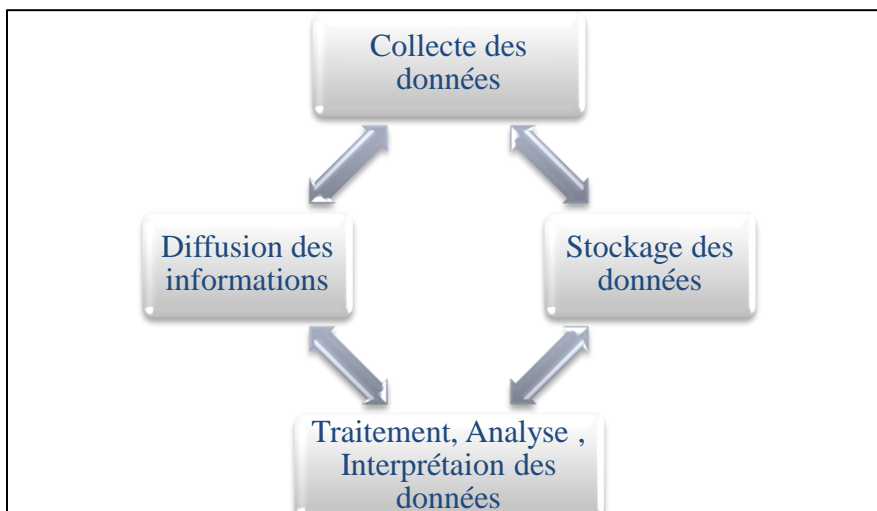 Collecte des
données
Diffusion des
informations
Stockage des
données
Traitement, Analyse ,
Interprétaion des
données